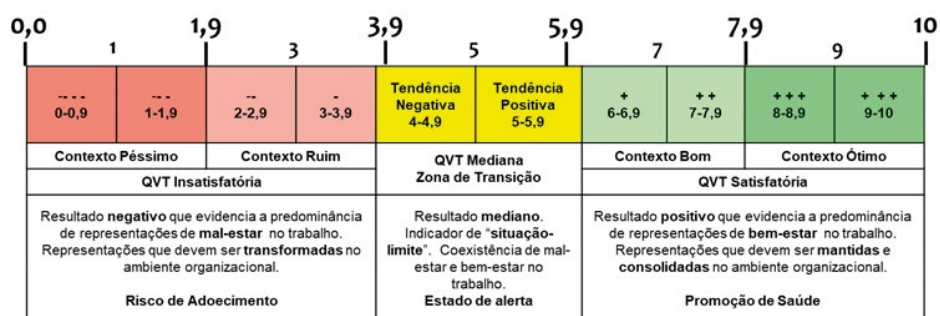 0,0 1,9 3,9 5,9 7,9 10
1 3 5 7 9
-- - - - -- - - + + + + + + + + +
Tendência Negativa 4-4,9
Tendência Positiva 5-5,9
0-0,9 1-1,9 2-2,9 3-3,9 6-6,9 7-7,9 8-8,9 9-10
Contexto Péssimo Contexto Ruim
QVT Mediana
Zona de Transição
Contexto Bom Contexto Ótimo
QVT Insatisfatória
QVT Satisfatória
Resultado negativo que evidencia a predominância
de representações de mal-estar no trabalho.
Representações que devem ser transformadas no
ambiente organizacional.
Risco de Adoecimento
Resultado mediano.
Indicador de "situação-
limite". Coexistência de mal-
estar e bem-estar no
trabalho.
Estado de alerta
Resultado positivo que evidencia a predominância
de representações de bem-estar no trabalho.
Representações que devem ser mantidas e
consolidadas no ambiente organizacional.
Promoção de Saúde